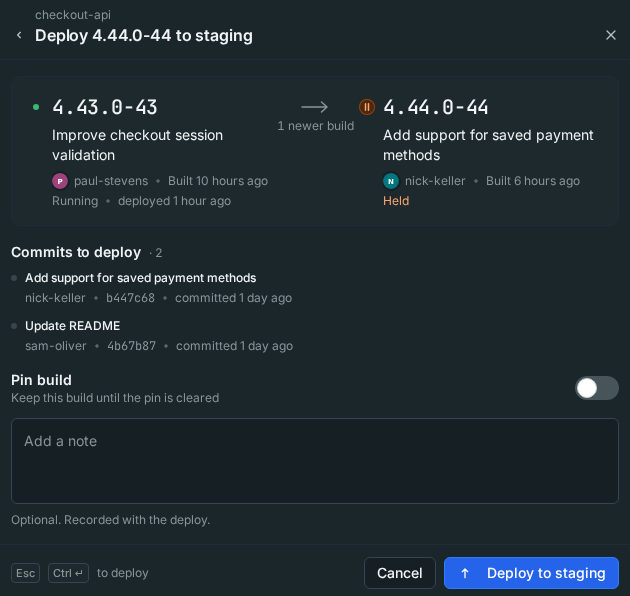 checkout-api
Deploy 4.44.0-44 to staging
4.43.0-43
Improve checkout session
validation
P paul-stevens • Built 10 hours ago
Running • deployed 1 hour ago
1 newer build
4.44.0-44
Add support for saved payment
methods
N nick-keller • Built 6 hours ago
Held
Commits to deploy · 2
Add support for saved payment methods
nick-keller • b447c68 • committed 1 day ago
Update README
sam-oliver • 4b67b87 • committed 1 day ago
Pin build
Keep this build until the pin is cleared
Add a note
Optional. Recorded with the deploy.
Esc Ctrl ↵ to deploy
Cancel
Deploy to staging